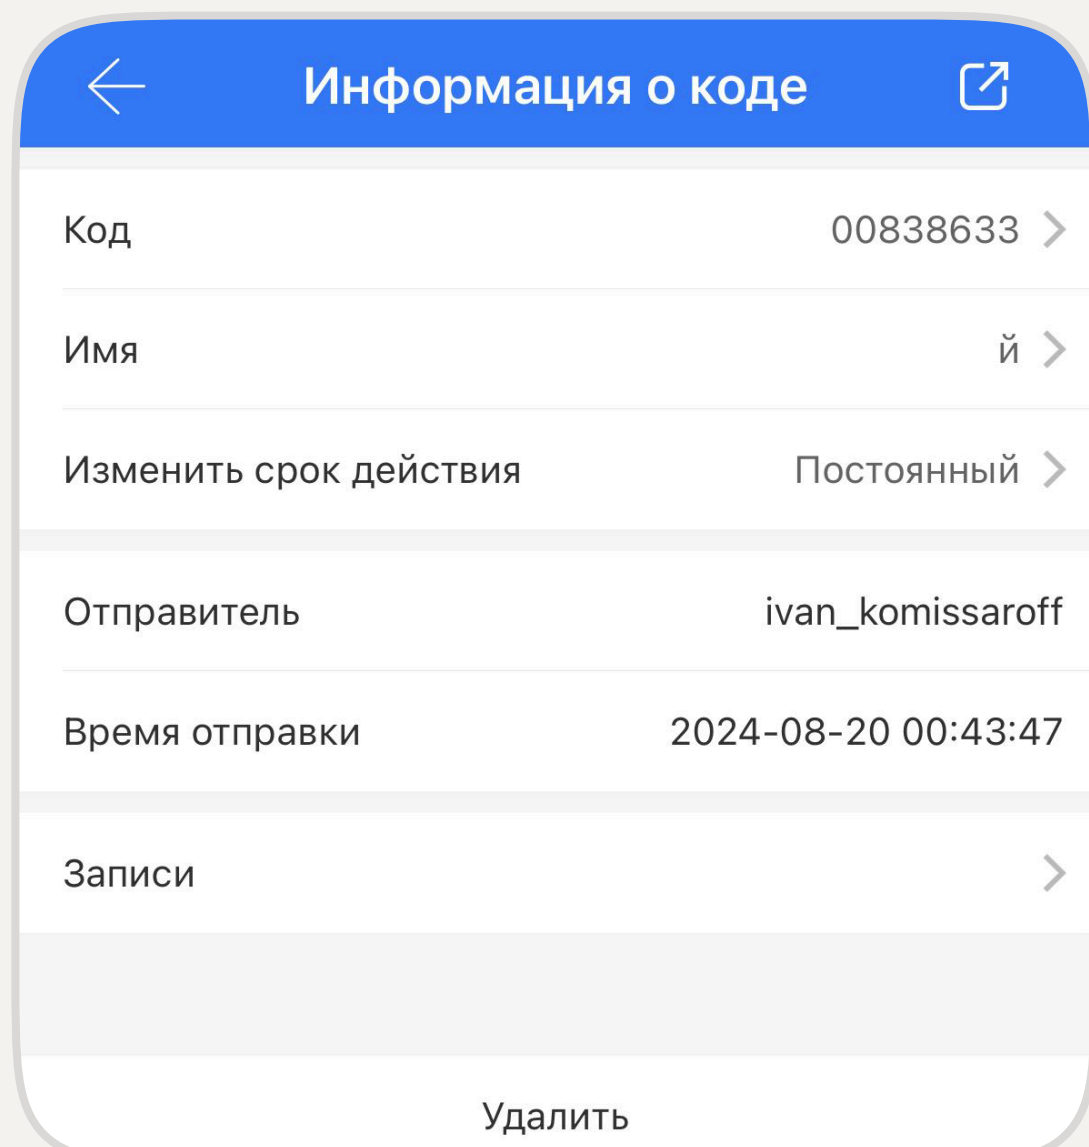 Информация о коде
Код 00838633
Имя й
Изменить срок действия Постоянный
Отправитель ivan_komissaroff
Время отправки 2024-08-20 00:43:47
Записи
Удалить